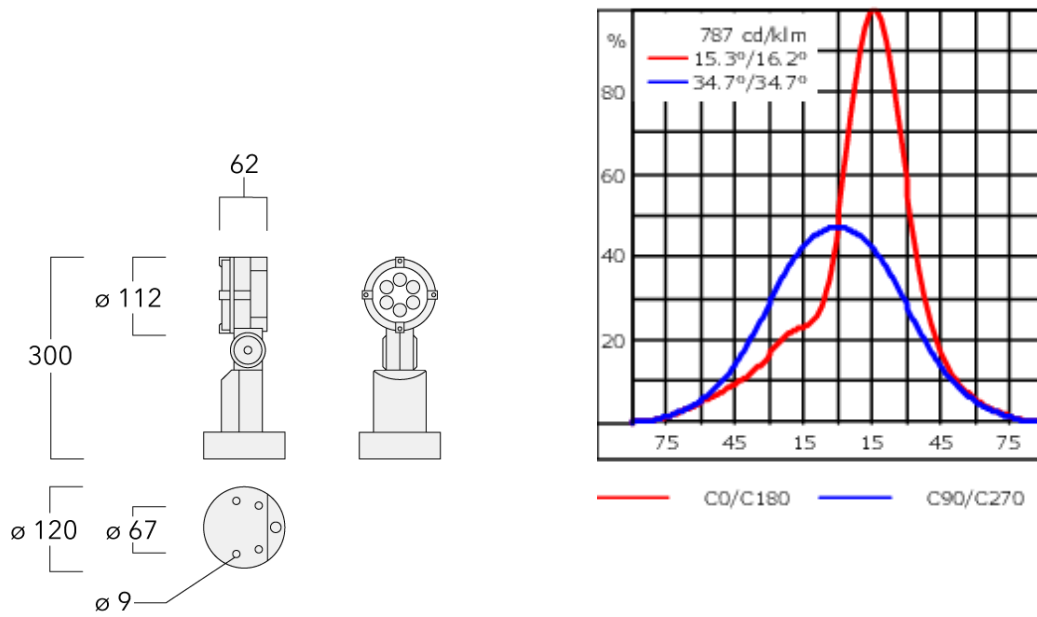 62
ø 112
300
ø 120
ø 67
ø 9
%
787 cd/klm
15.3º/16.2º
34.7º/34.7º
80
60
40
20
75 45 15 15 45 75
C0/C180 C90/C270